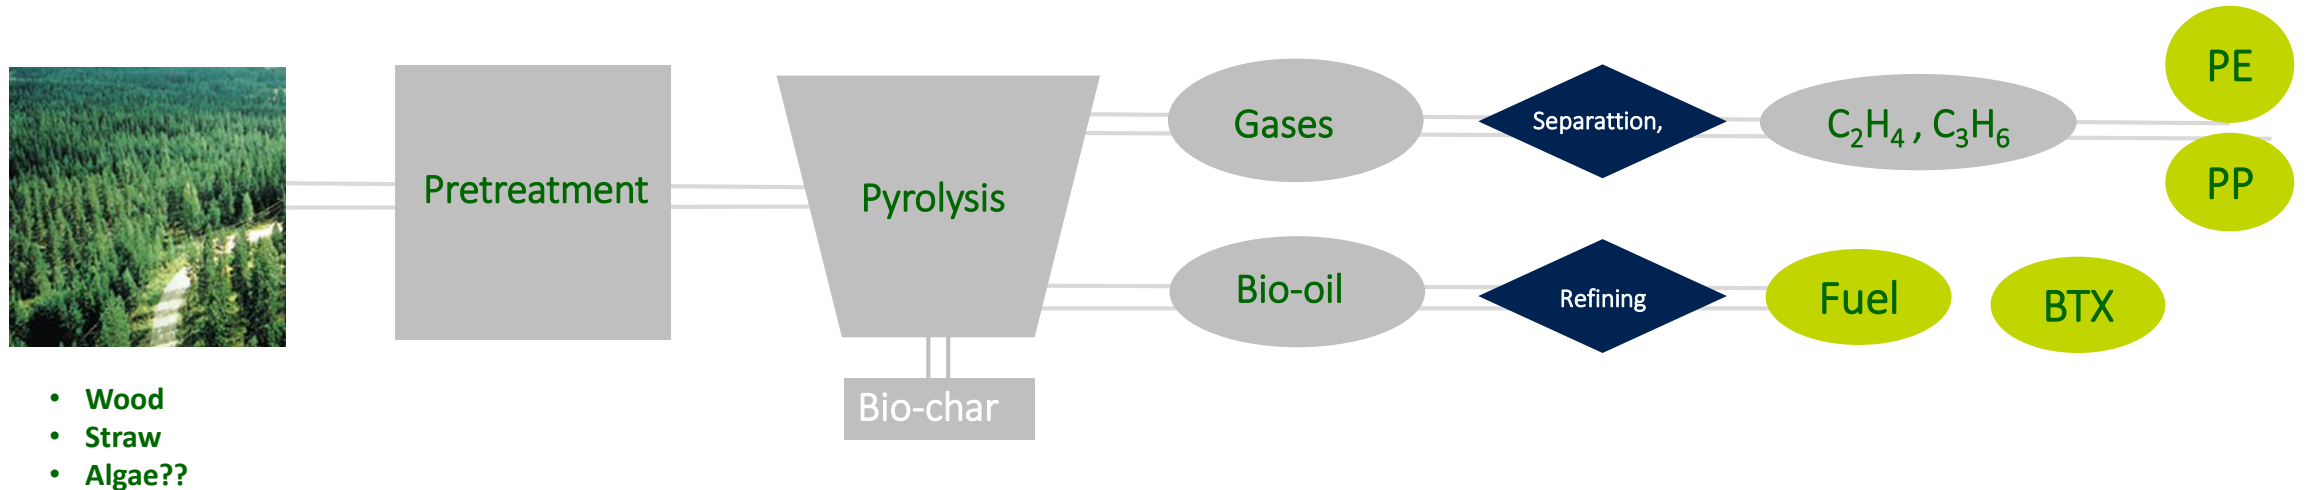 Pretreatment
Pyrolysis
Bio-char
Gases
Separattion,
C₂H₄ , C₃H₆
PE
PP
Bio-oil
Refining
Fuel
BTX
• Wood
• Straw
• Algae??